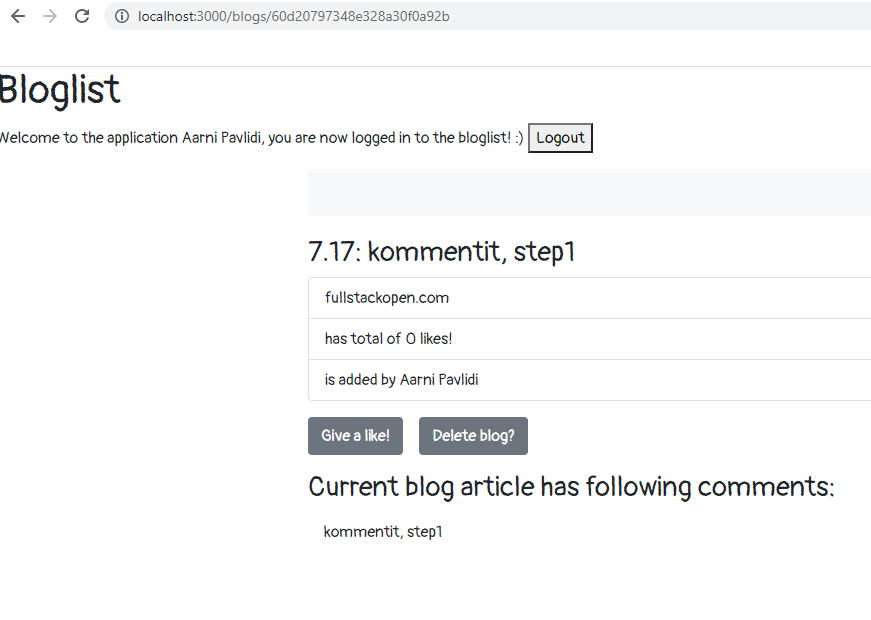 localhost:3000/blogs/60d20797348e328a30f0a92b
Bloglist
Welcome to the application Aarni Pavlidi, you are now logged in to the bloglist! :) Logout
7.17: kommentit, step1
fullstackopen.com
has total of 0 likes!
is added by Aarni Pavlidi
Give a like! Delete blog?
Current blog article has following comments:
kommentit, step1